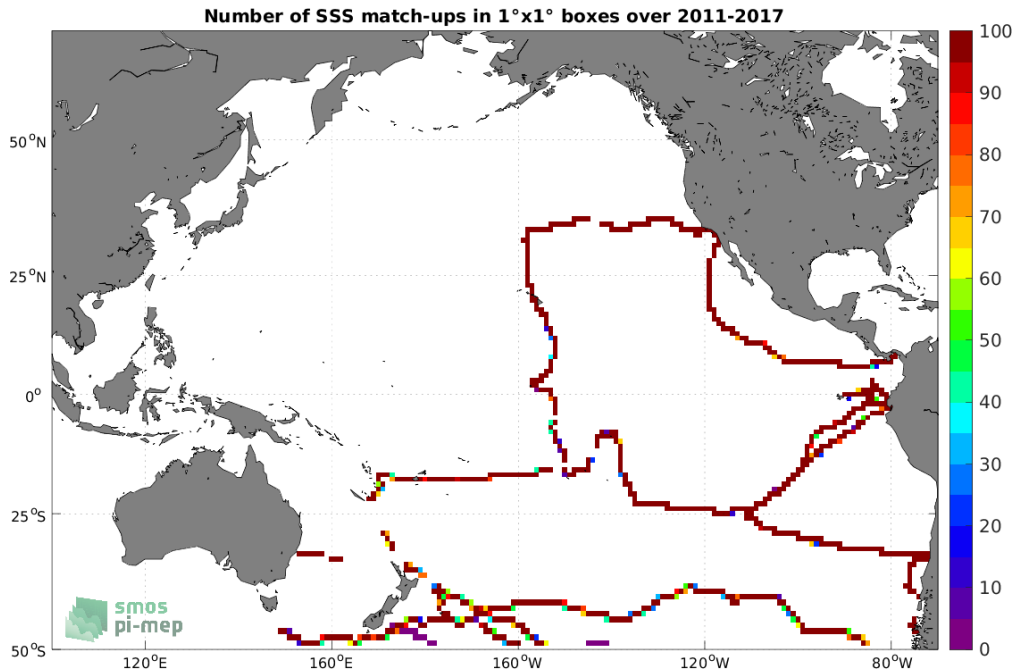 Number of SSS match-ups in 1°x1° boxes over 2011-2017
50°N
25°N
0°
25°S
50°S
120°E
160°E
160°W
120°W
80°W
100
90
80
70
60
50
40
30
20
10
0
smos
pi-mep